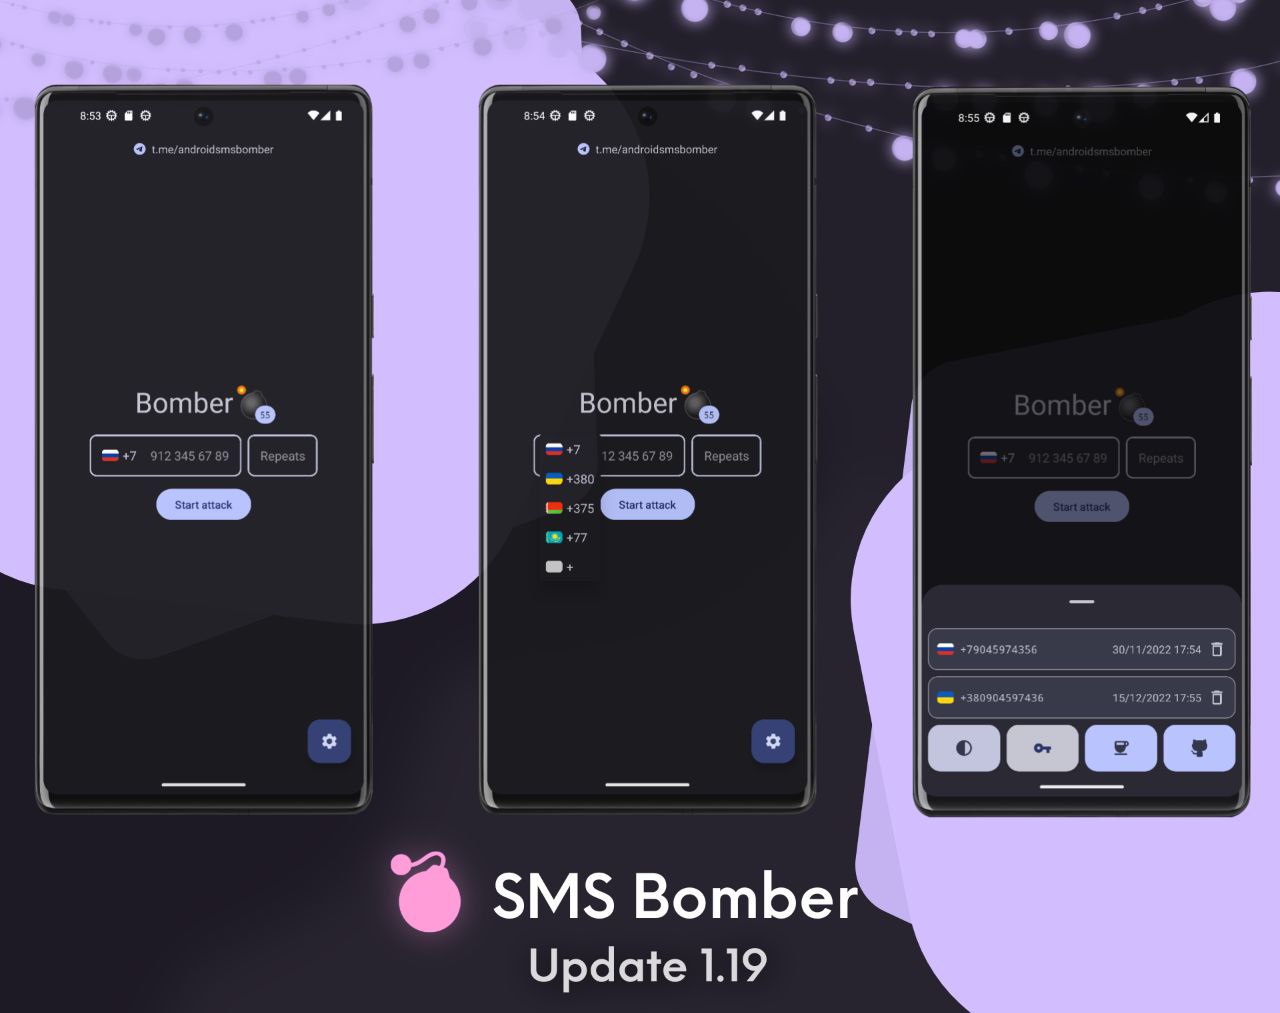 8:53
t.me/androidsmsbomber
Bomber
55
+7 912 345 67 89 Repeats
Start attack
8:54
t.me/androidsmsbomber
Bomber
55
+7 12 345 67 89 Repeats
+380
Start attack
+375
+77
+
8:55
t.me/androidsmsbomber
Bomber
55
+7 912 345 67 89 Repeats
Start attack
+79045974356 30/11/2022 17:54
+380904597436 15/12/2022 17:55
SMS Bomber
Update 1.19